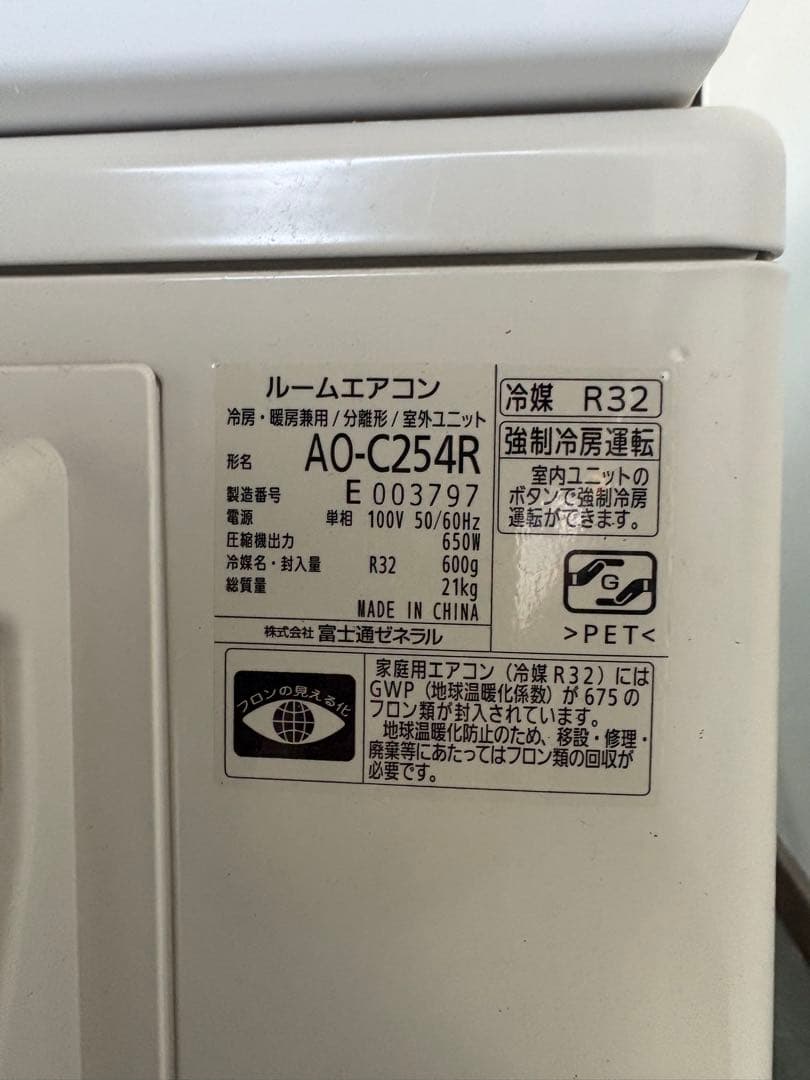 ルームエアコン
冷房・暖房兼用/分離形/室外ユニット
形名 AO-C254R
製造番号 E 003797
電源 単相 100V 50/60Hz
圧縮機出力 650W
冷媒名・封入量 R32 600g
総質量 21kg
MADE IN CHINA
株式会社 富士通ゼネラル
冷媒 R32
強制冷房運転
室内ユニットの
ボタンで強制冷房
運転ができます。
G
>PET<
フロンの見える化
家庭用エアコン(冷媒R32)には
GWP(地球温暖化係数)が675の
フロン類が封入されています。
地球温暖化防止のため、移設・修理・
廃棄等にあたってはフロン類の回収が
必要です。